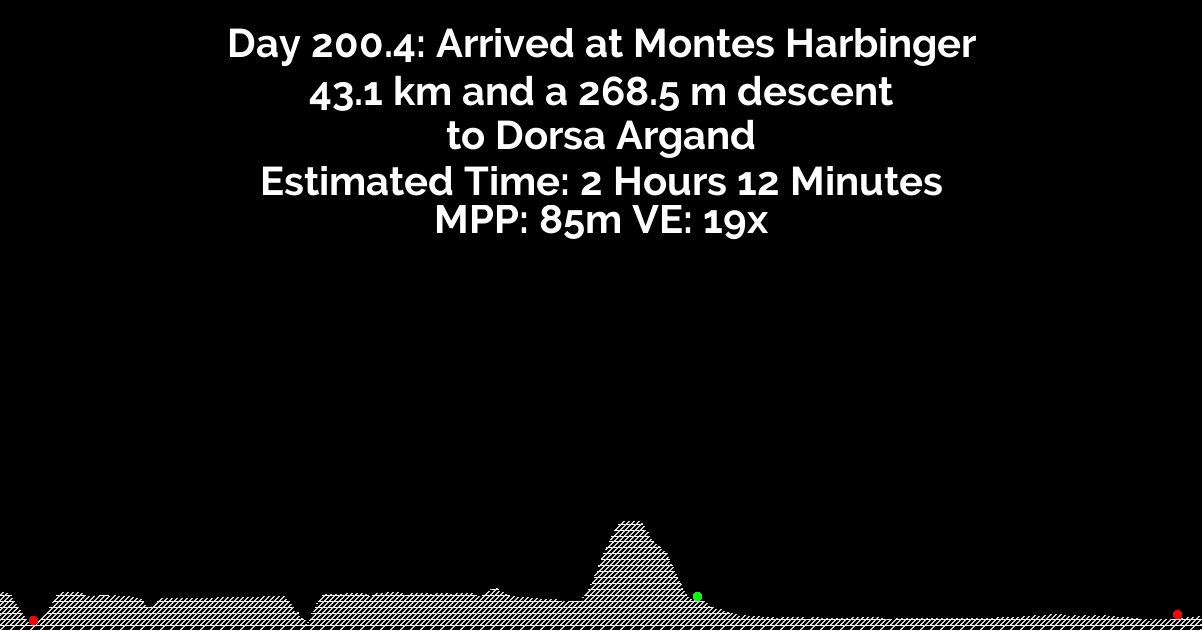 Day 200.4: Arrived at Montes Harbinger
43.1 km and a 268.5 m descent
to Dorsa Argand
Estimated Time: 2 Hours 12 Minutes
MPP: 85m VE: 19x